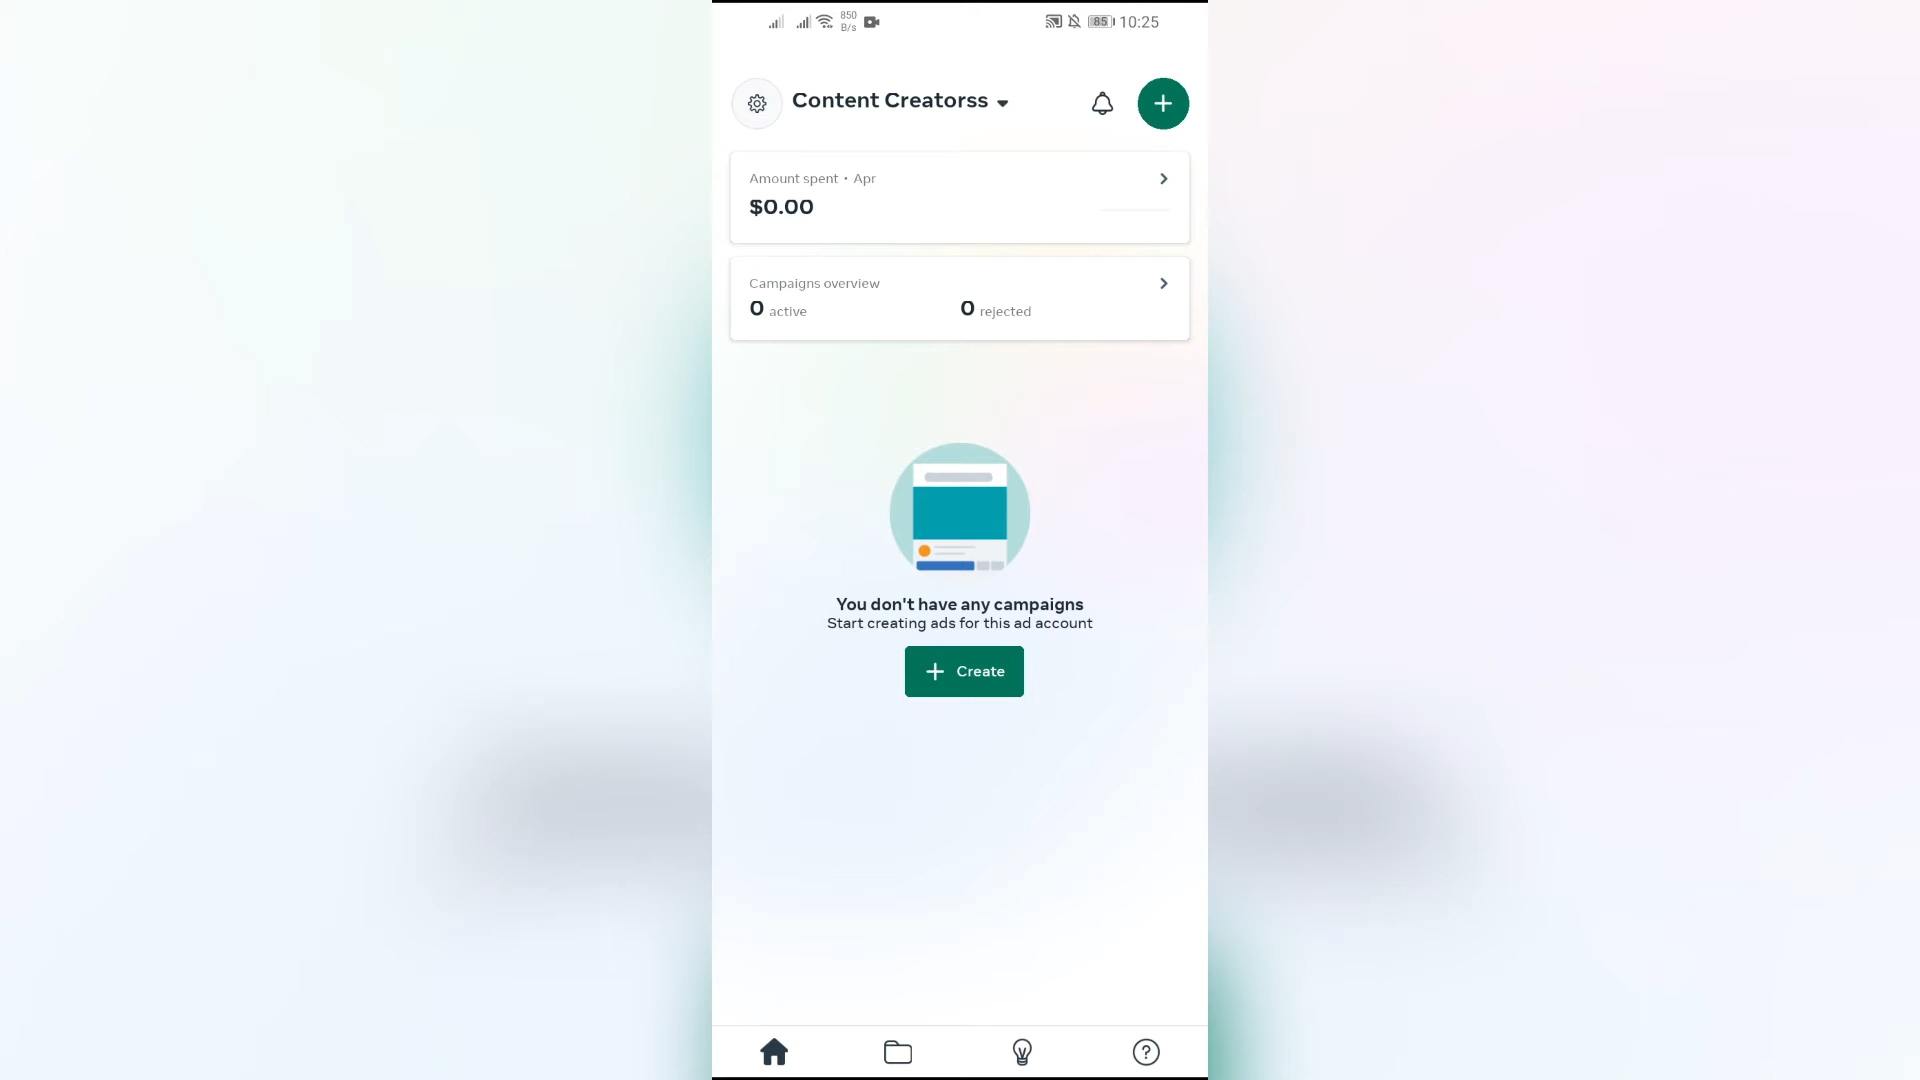 850
B/s
85
10:25
Content Creatorss
Amount spent • Apr
$0.00
Campaigns overview
0 active
0 rejected
You don't have any campaigns
Start creating ads for this ad account
+ Create